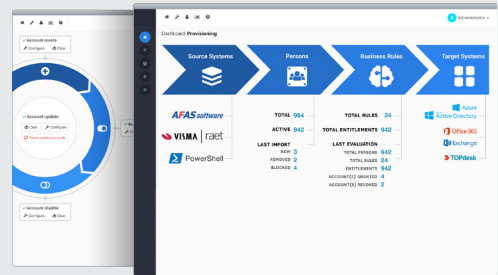 Account create
Configure Clear
Account update
Clear Configure
Force update accounts
Account disable
Configure Clear
Administrator
Dashboard Provisioning
Source Systems
Persons
Business Rules
Target Systems
AFAS software
VISMA | raet
PowerShell
TOTAL 964
ACTIVE 942
LAST IMPORT
NEW 3
REMOVED 2
BLOCKED 4
TOTAL RULES 24
TOTAL ENTITLEMENTS 942
LAST EVALUATION
TOTAL PERSONS 942
TOTAL RULES 24
ENTITLEMENTS 942
ACCOUNT(S) GRANTED 4
ACCOUNT(S) REVOKED 2
Azure
Active Directory
Office 365
Exchange
TOPdesk